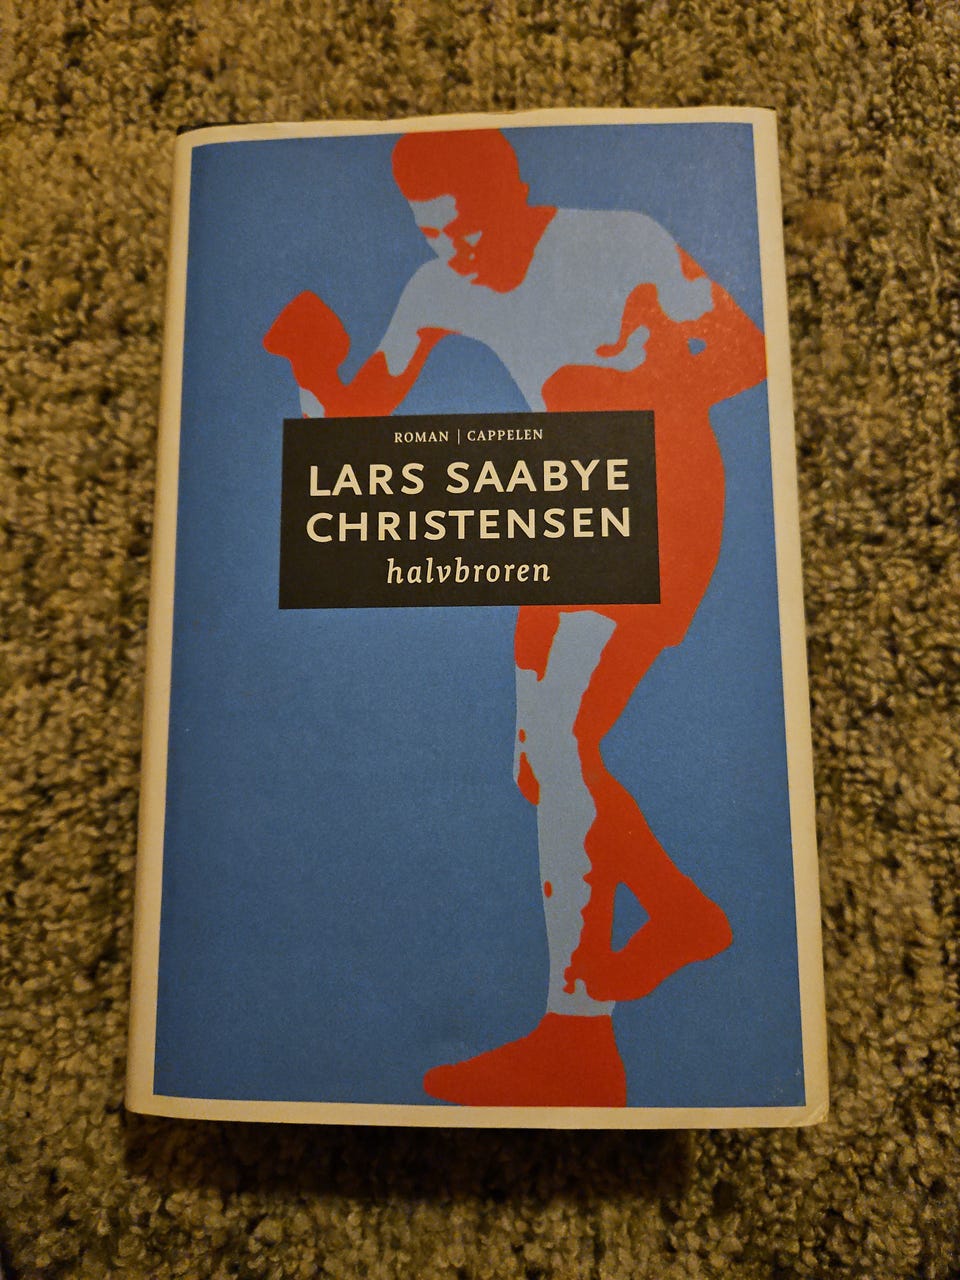 ROMAN | CAPPELEN
LARS SAABYE
CHRISTENSEN
halvbroren